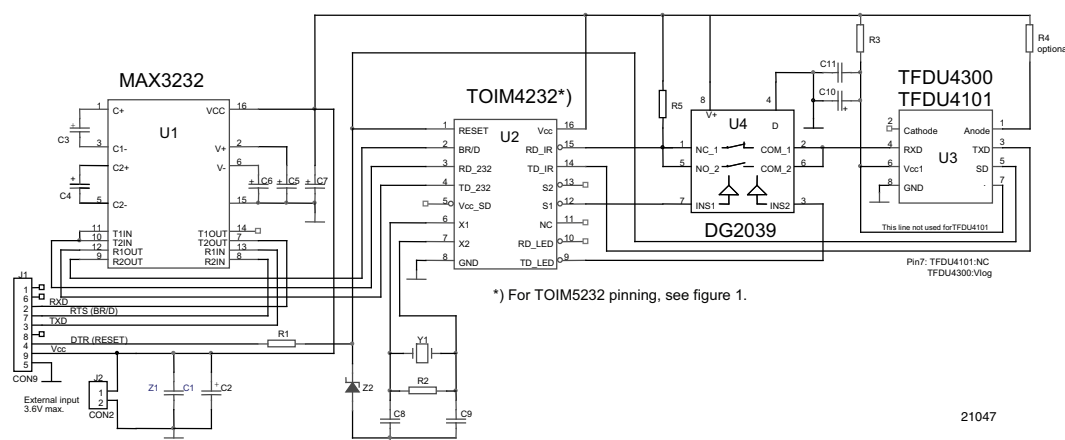 MAX3232
TOIM4232*)
TFDU4300
TFDU4101
DG2039
U1
1 C+
3 C1-
C2+
5 C2-
11 T1IN
10 T2IN
12 R1OUT
9 R2OUT
VCC 16
V+ 2
V- 6
15
T1OUT 14
T2OUT 7
R1IN 13
R2IN 8
C3
C4
C6
C5
C7
U2
1 RESET
2 BR/D
3 RD_232
4 TD_232
5 Vcc_SD
6 X1
7 X2
8 GND
Vcc 16
RD_IR 15
TD_IR 14
S2 13
S1 12
NC 11
RD_LED 10
TD_LED 9
R5
U4
8
V+
4
D
1 NC_1
5 NO_2
7 INS1
COM_1 2
COM_2 6
INS2 3
C11
C10
R3
R4
optional
U3
2 Cathode
4 RXD
6 Vcc1
8 GND
Anode 1
TXD 3
SD 5
7
This line not used forTFDU4101
Pin7: TFDU4101:NC
TFDU4300:Vlog
*) For TOIM5232 pinning, see figure 1.
J1
1
6
2
7
3
8
4
9
5
CON9
RXD
RTS (BR/D)
TXD
DTR (RESET)
Vcc
R1
External input
3.6V max.
J2
1
2
CON2
Z1
C1
C2
Z2
Y1
R2
C8
C9
21047